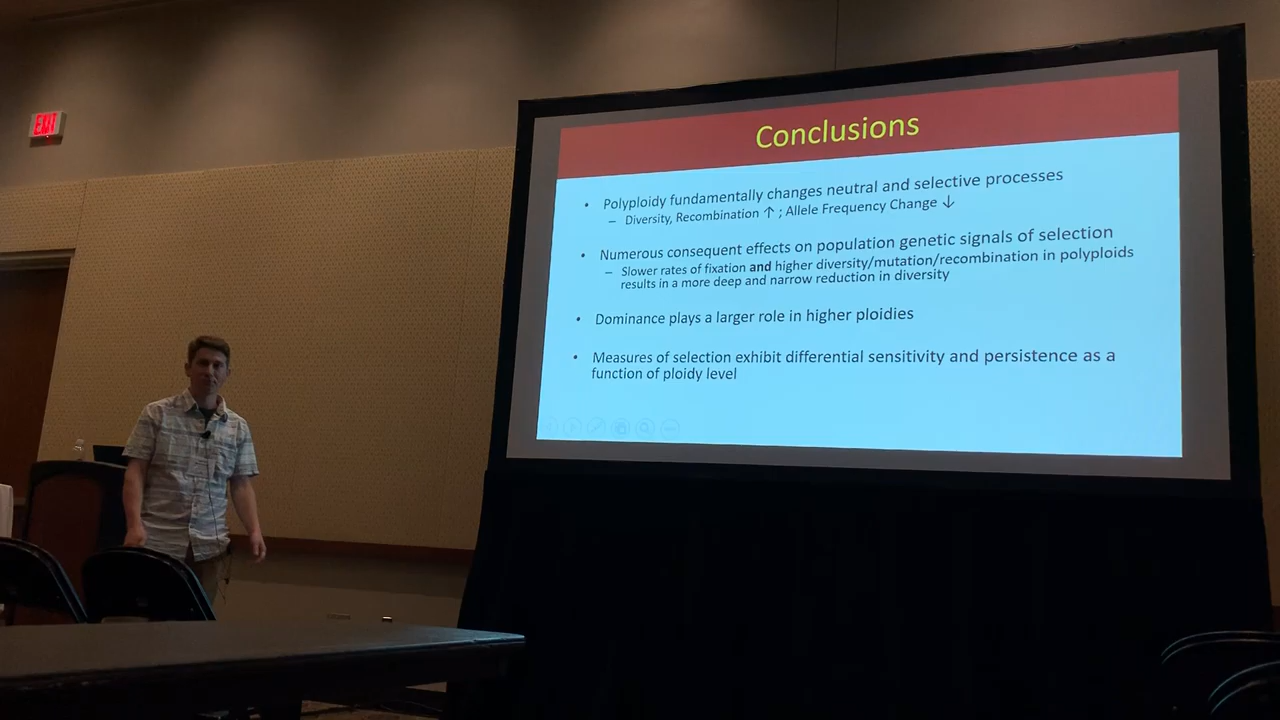 EXIT
Conclusions
• Polyploidy fundamentally changes neutral and selective processes
– Diversity, Recombination ↑ ; Allele Frequency Change ↓
• Numerous consequent effects on population genetic signals of selection
– Slower rates of fixation and higher diversity/mutation/recombination in polyploids
results in a more deep and narrow reduction in diversity
• Dominance plays a larger role in higher ploidies
• Measures of selection exhibit differential sensitivity and persistence as a
function of ploidy level